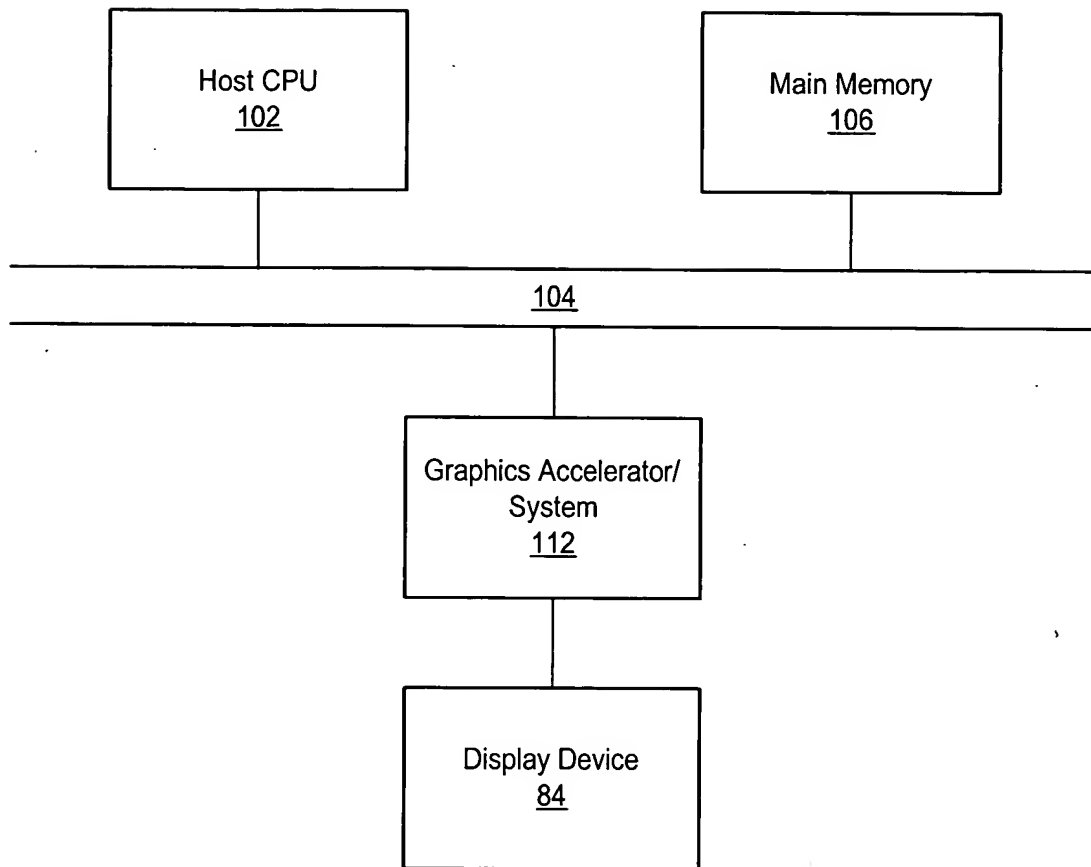 Host CPU
102
Main Memory
106
104
Graphics Accelerator/
System
112
Display Device
84